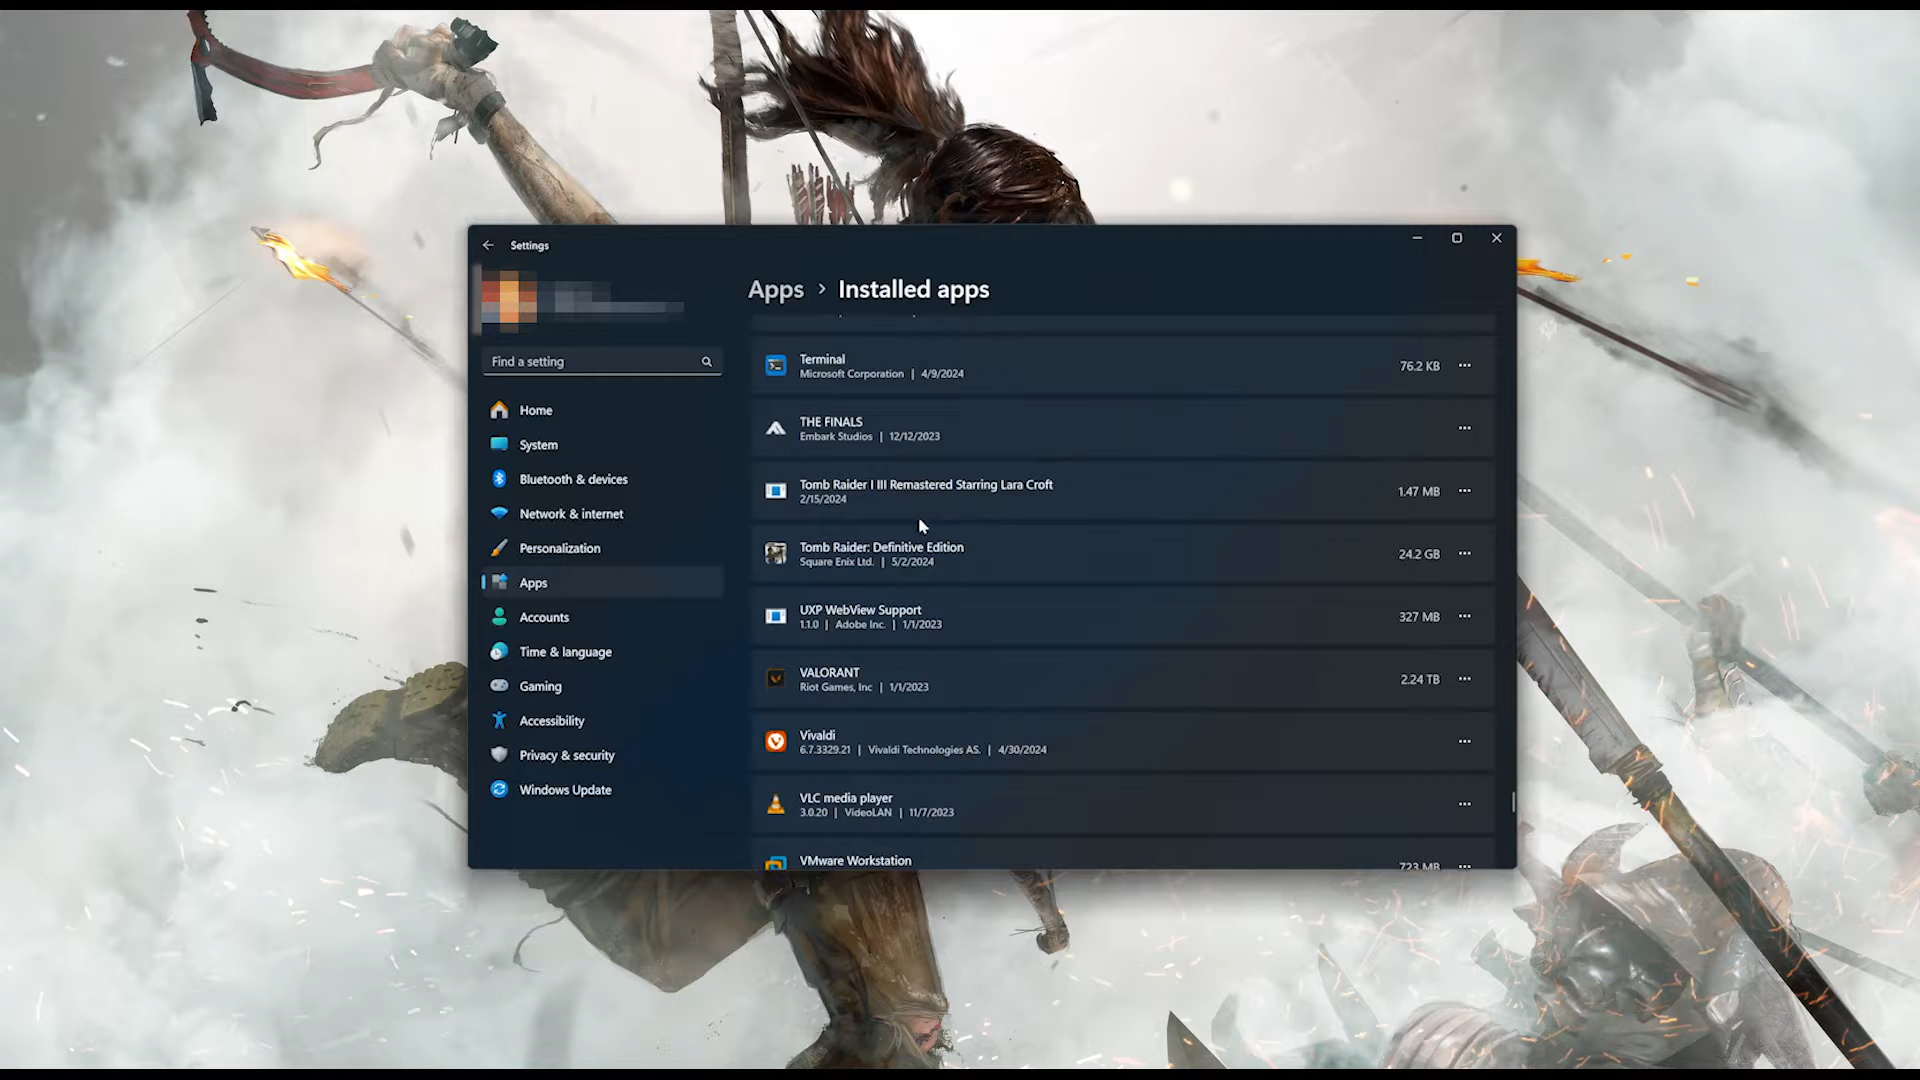 Settings
Find a setting
Home
System
Bluetooth & devices
Network & internet
Personalization
Apps
Accounts
Time & language
Gaming
Accessibility
Privacy & security
Windows Update
Apps > Installed apps
Terminal
Microsoft Corporation | 4/9/2024
76.2 KB
THE FINALS
Embark Studios | 12/12/2023
Tomb Raider I III Remastered Starring Lara Croft
2/15/2024
1.47 MB
Tomb Raider: Definitive Edition
Square Enix Ltd. | 5/2/2024
24.2 GB
UXP WebView Support
1.1.0 | Adobe Inc. | 1/1/2023
327 MB
VALORANT
Riot Games, Inc | 1/1/2023
2.24 TB
Vivaldi
6.7.3329.21 | Vivaldi Technologies AS. | 4/30/2024
VLC media player
3.0.20 | VideoLAN | 11/7/2023
VMware Workstation
723 MB